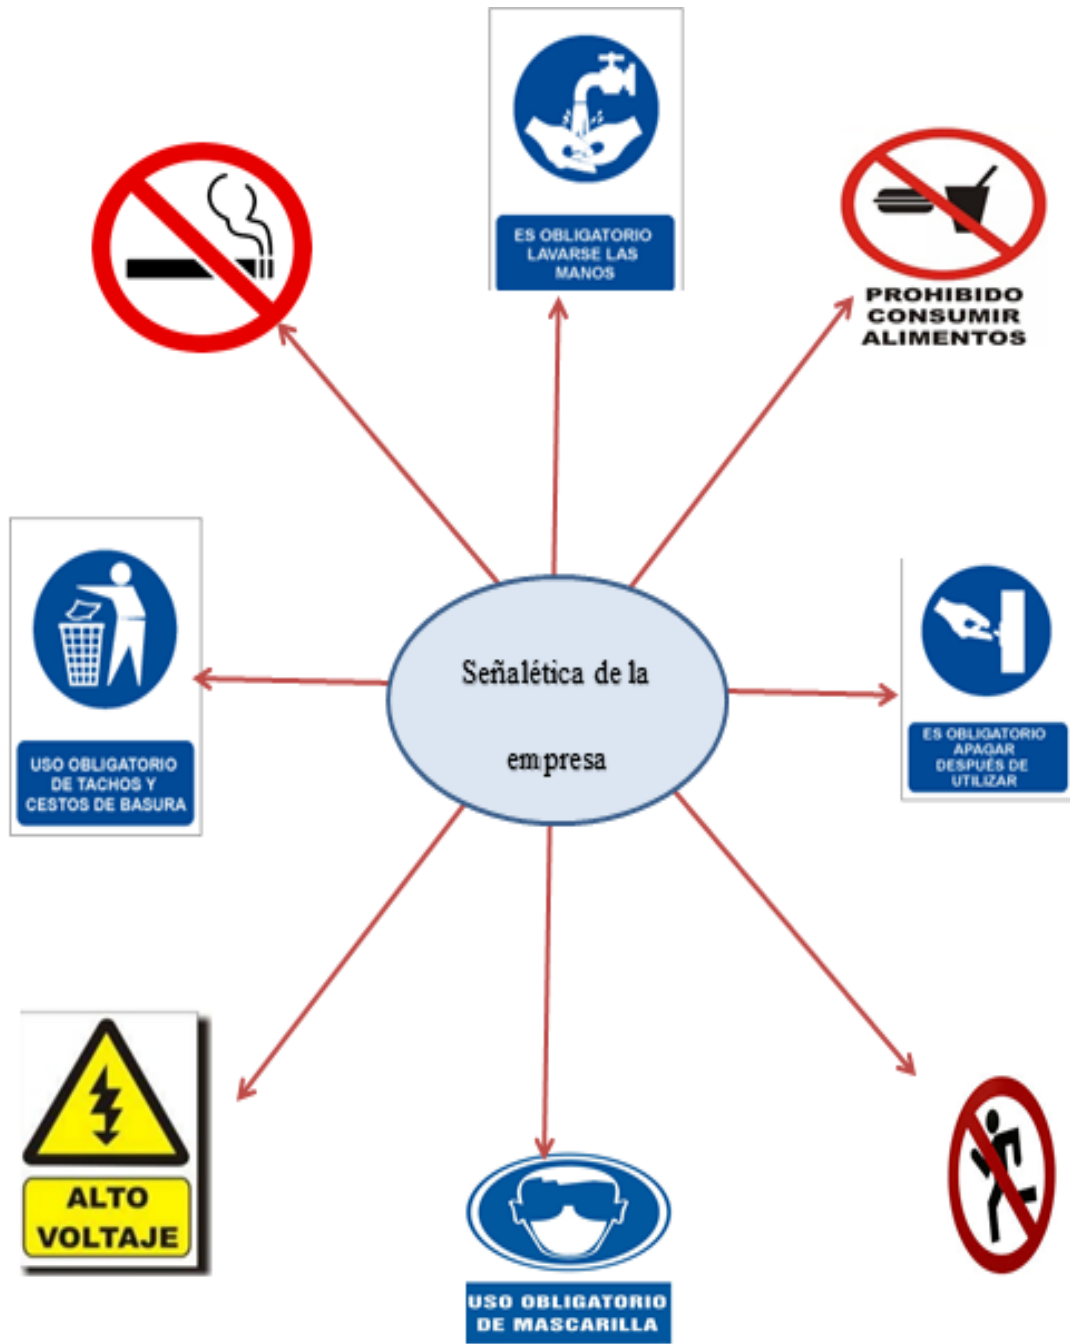 ES OBLIGATORIO
LAVARSE LAS
MANOS
PROHIBIDO
CONSUMIR
ALIMENTOS
USO OBLIGATORIO
DE TACHOS Y
CESTOS DE BASURA
Señalética de la
empresa
ES OBLIGATORIO
APAGAR
DESPUÉS DE
UTILIZAR
ALTO
VOLTAJE
USO OBLIGATORIO
DE MASCARILLA